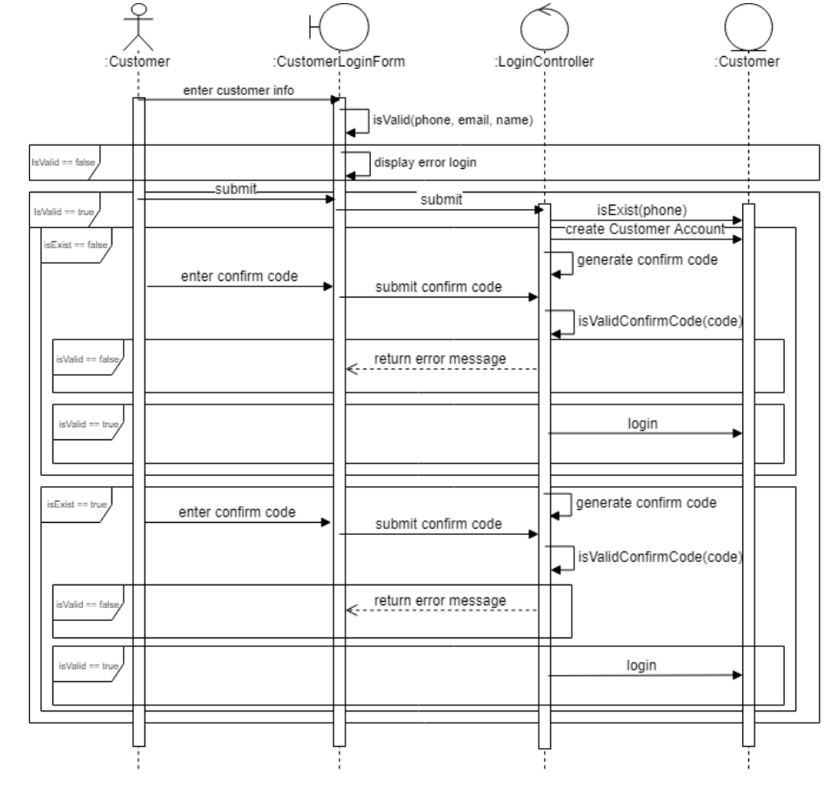 :Customer
:CustomerLoginForm
:LoginController
:Customer
enter customer info
isValid(phone, email, name)
IsValid == false
display error login
submit
submit
IsValid == true
isExist(phone)
create Customer Account
isExist == false
generate confirm code
enter confirm code
submit confirm code
isValidConfirmCode(code)
isValid == false
return error message
isValid == true
login
isExist == true
generate confirm code
enter confirm code
submit confirm code
isValidConfirmCode(code)
isValid == false
return error message
isValid == true
login